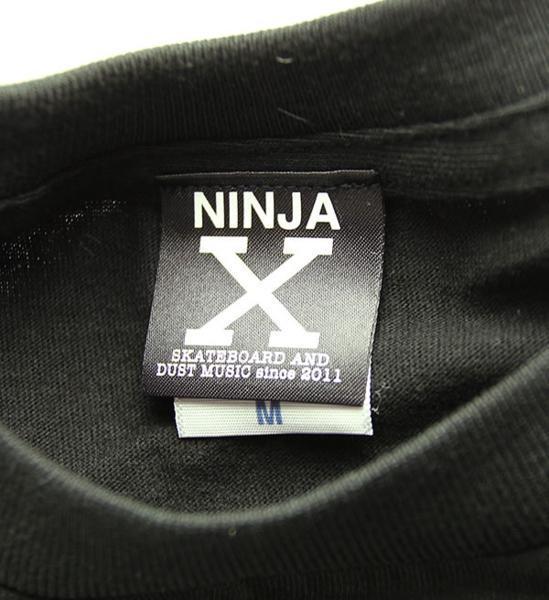 NINJA
X
SKATEBOARD AND
DUST MUSIC since 2011
M